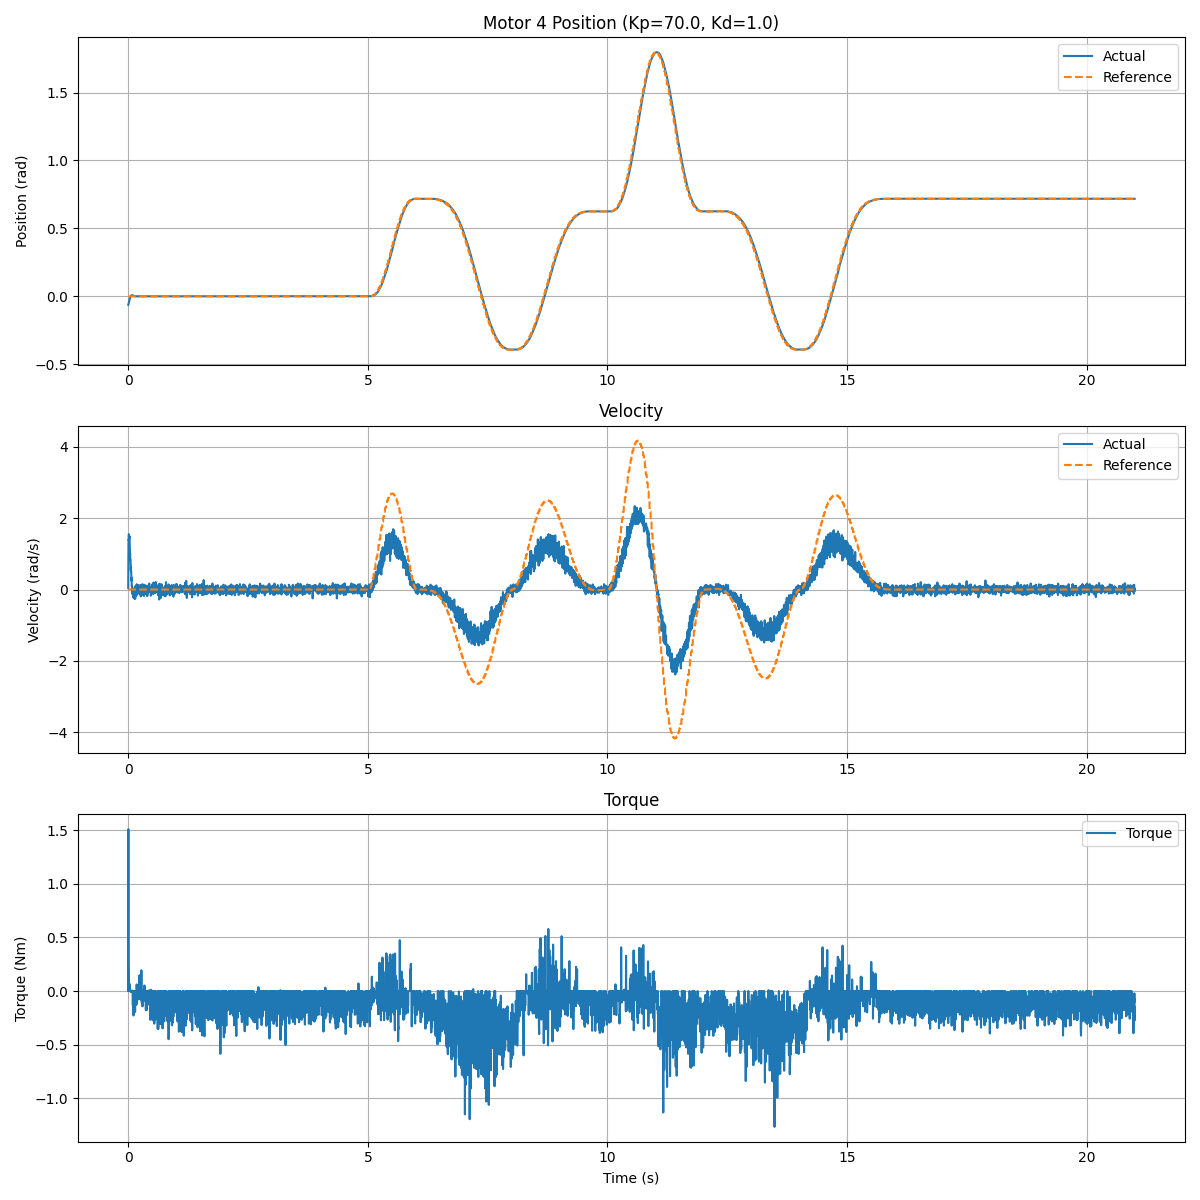 Motor 4 Position (Kp=70.0, Kd=1.0)
Actual
Reference
Position (rad)
1.5
1.0
0.5
0.0
−0.5
0 5 10 15 20
Velocity
Actual
Reference
Velocity (rad/s)
4
2
0
−2
−4
0 5 10 15 20
Torque
Torque
Torque (Nm)
1.5
1.0
0.5
0.0
−0.5
−1.0
0 5 10 15 20
Time (s)